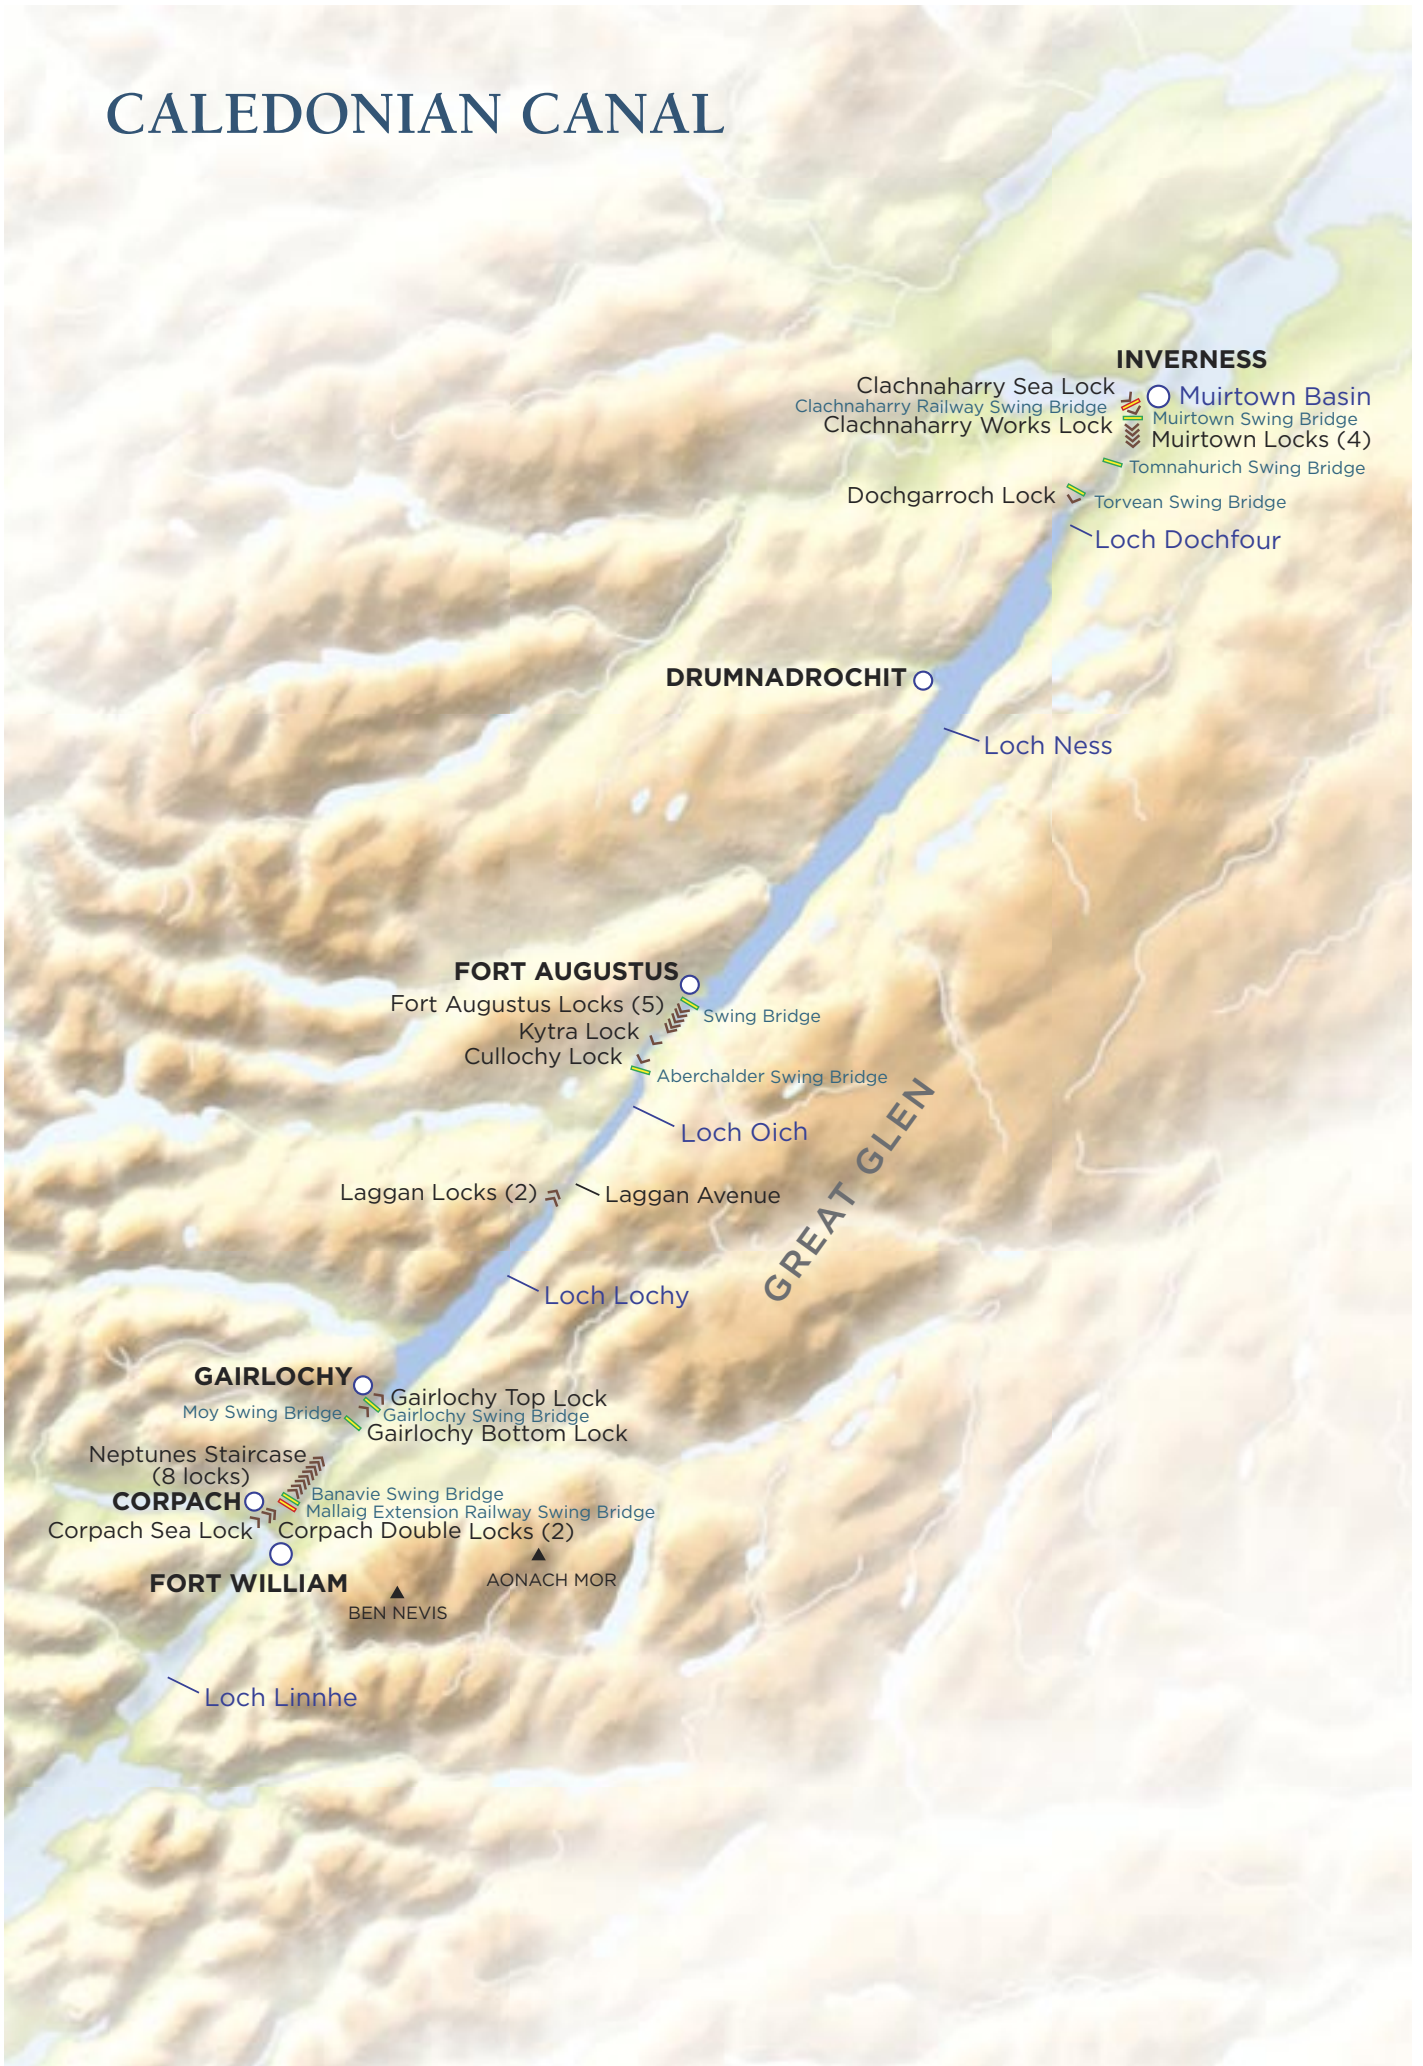 CALEDONIAN CANAL
INVERNESS
Clachnaharry Sea Lock
Muirtown Basin
Clachnaharry Railway Swing Bridge
Muirtown Swing Bridge
Clachnaharry Works Lock
Muirtown Locks (4)
Tomnahurich Swing Bridge
Dochgarroch Lock
Torvean Swing Bridge
Loch Dochfour
DRUMNADROCHIT
Loch Ness
FORT AUGUSTUS
Fort Augustus Locks (5)
Swing Bridge
Kytra Lock
Cullochy Lock
Aberchalder Swing Bridge
Loch Oich
GREAT GLEN
Laggan Locks (2)
Laggan Avenue
Loch Lochy
GAIRLOCHY
Gairlochy Top Lock
Moy Swing Bridge
Gairlochy Swing Bridge
Gairlochy Bottom Lock
Neptunes Staircase
(8 locks)
Banavie Swing Bridge
CORPACH
Mallaig Extension Railway Swing Bridge
Corpach Sea Lock
Corpach Double Locks (2)
FORT WILLIAM
AONACH MOR
BEN NEVIS
Loch Linnhe